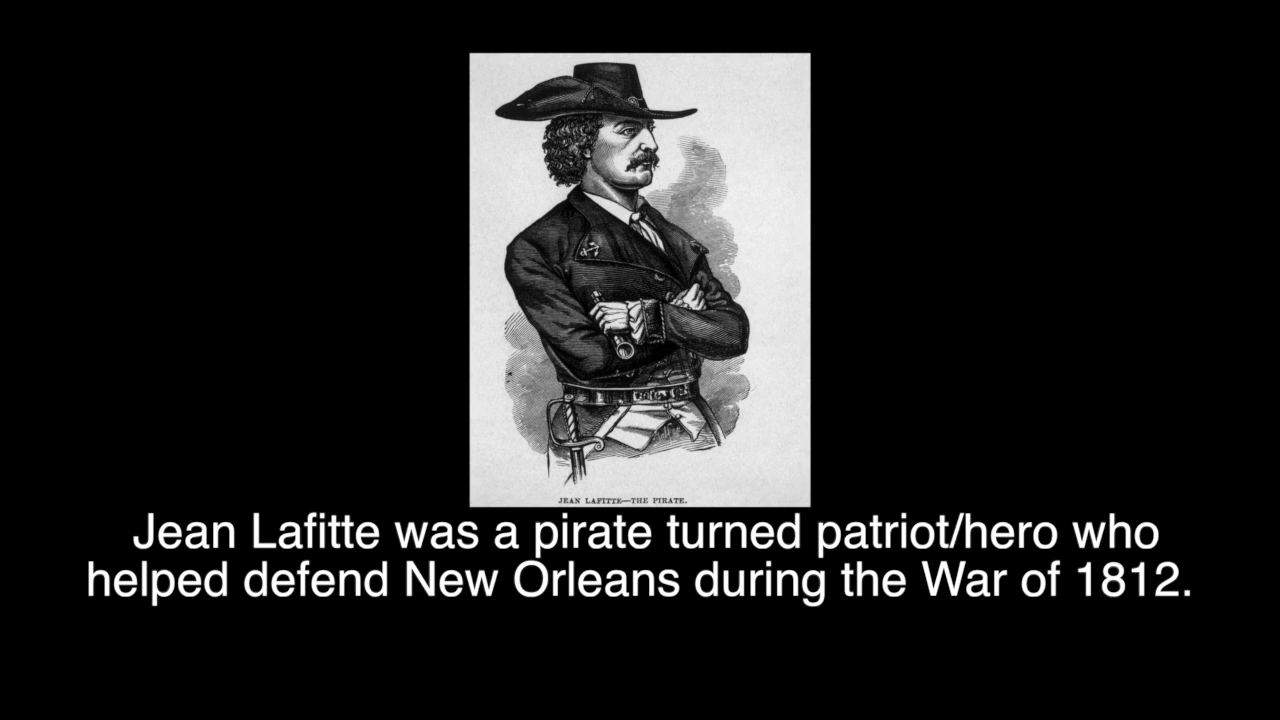 JEAN LAFITTE—THE PIRATE.
Jean Lafitte was a pirate turned patriot/hero who
helped defend New Orleans during the War of 1812.